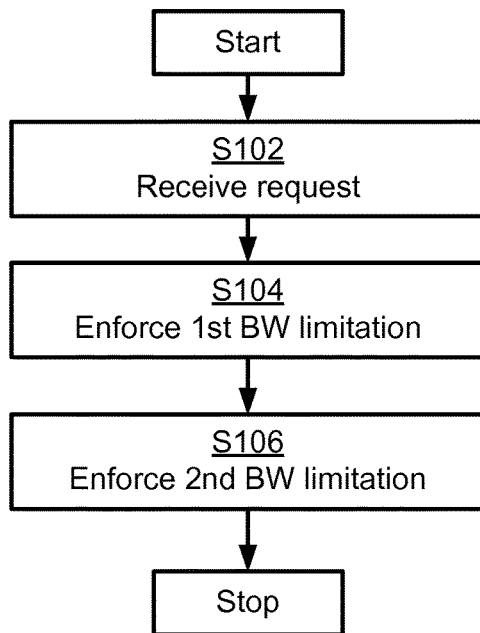 Start
S102
Receive request
S104
Enforce 1st BW limitation
S106
Enforce 2nd BW limitation
Stop